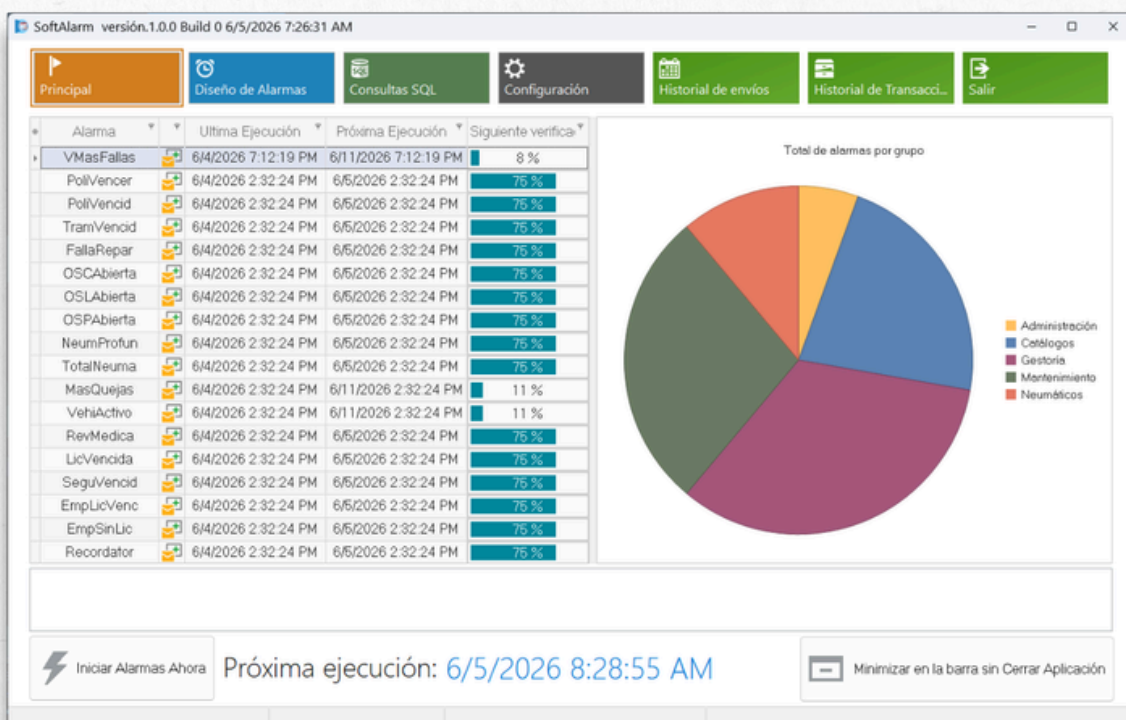 SoftAlarm versión.1.0.0 Build 0 6/5/2026 7:26:31 AM
Principal
Diseño de Alarmas
Consultas SQL
Configuración
Historial de envíos
Historial de Transacci...
Salir
Alarma Ultima Ejecución Próxima Ejecución Siguiente verifica
VMasFallas 6/4/2026 7:12:19 PM 6/11/2026 7:12:19 PM 8 %
PoliVencer 6/4/2026 2:32:24 PM 6/5/2026 2:32:24 PM 75 %
PoliVencid 6/4/2026 2:32:24 PM 6/5/2026 2:32:24 PM 75 %
TramVencid 6/4/2026 2:32:24 PM 6/5/2026 2:32:24 PM 75 %
FallaRepar 6/4/2026 2:32:24 PM 6/5/2026 2:32:24 PM 75 %
OSCAbierta 6/4/2026 2:32:24 PM 6/5/2026 2:32:24 PM 75 %
OSLAbierta 6/4/2026 2:32:24 PM 6/5/2026 2:32:24 PM 75 %
OSPAbierta 6/4/2026 2:32:24 PM 6/5/2026 2:32:24 PM 75 %
NeumProfun 6/4/2026 2:32:24 PM 6/5/2026 2:32:24 PM 75 %
TotalNeuma 6/4/2026 2:32:24 PM 6/5/2026 2:32:24 PM 75 %
MasQuejas 6/4/2026 2:32:24 PM 6/11/2026 2:32:24 PM 11 %
VehiActivo 6/4/2026 2:32:24 PM 6/11/2026 2:32:24 PM 11 %
RevMedica 6/4/2026 2:32:24 PM 6/5/2026 2:32:24 PM 75 %
LicVencida 6/4/2026 2:32:24 PM 6/5/2026 2:32:24 PM 75 %
SeguVencid 6/4/2026 2:32:24 PM 6/5/2026 2:32:24 PM 75 %
EmpLicVenc 6/4/2026 2:32:24 PM 6/5/2026 2:32:24 PM 75 %
EmpSinLic 6/4/2026 2:32:24 PM 6/5/2026 2:32:24 PM 75 %
Recordator 6/4/2026 2:32:24 PM 6/5/2026 2:32:24 PM 75 %
Total de alarmas por grupo
Administración
Catálogos
Gestoría
Mantenimiento
Neumáticos
Iniciar Alarmas Ahora
Próxima ejecución: 6/5/2026 8:28:55 AM
Minimizar en la barra sin Cerrar Aplicación